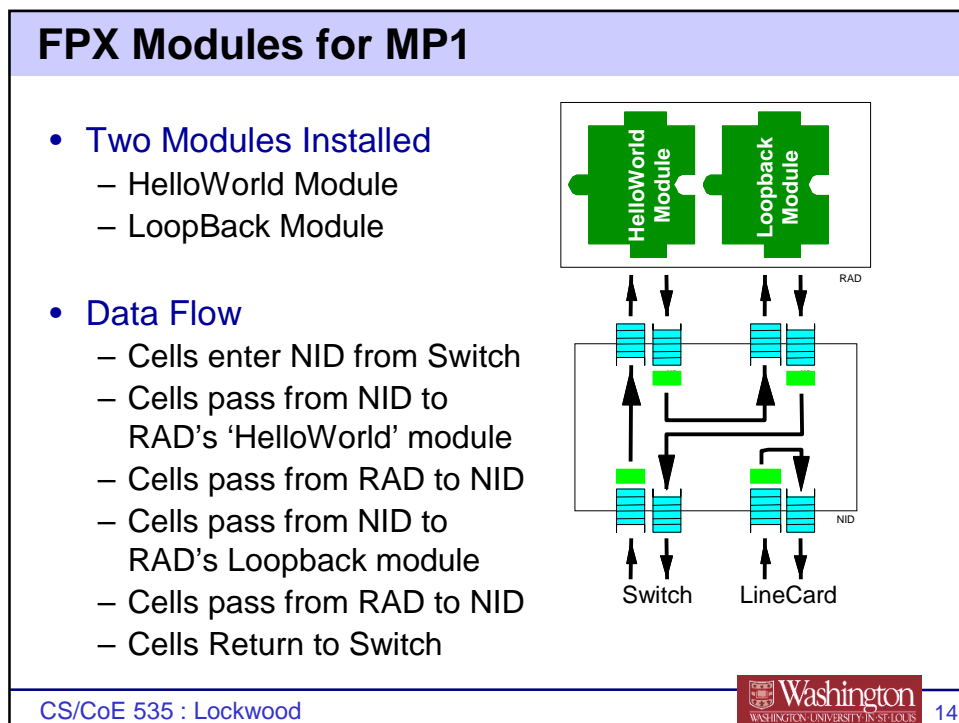 FPX Modules for MP1
• Two Modules Installed
– HelloWorld Module
– LoopBack Module
• Data Flow
– Cells enter NID from Switch
– Cells pass from NID to
RAD's 'HelloWorld' module
– Cells pass from RAD to NID
– Cells pass from NID to
RAD's Loopback module
– Cells pass from RAD to NID
– Cells Return to Switch
HelloWorld
Module
Loopback
Module
RAD
NID
Switch
LineCard
CS/CoE 535 : Lockwood
Washington
WASHINGTON·UNIVERSITY·IN·ST·LOUIS
14